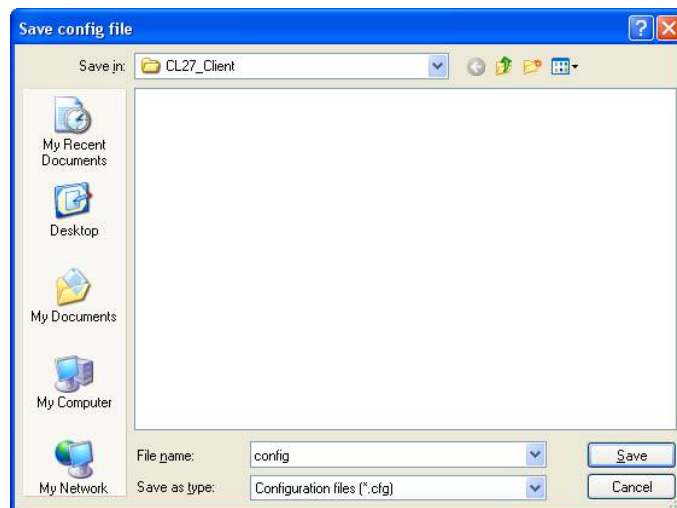 Save config file
Save in: CL27_Client
My Recent
Documents
Desktop
My Documents
My Computer
My Network
File name: config Save
Save as type: Configuration files (*.cfg) Cancel